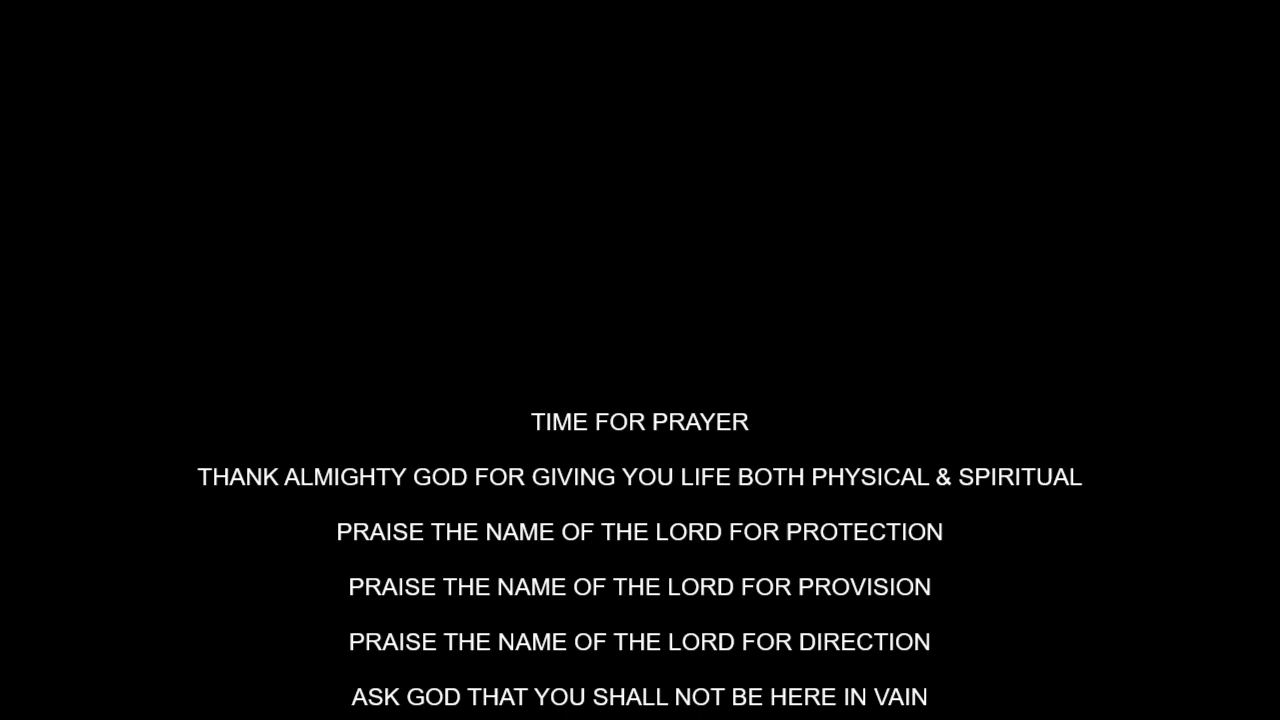 TIME FOR PRAYER
THANK ALMIGHTY GOD FOR GIVING YOU LIFE BOTH PHYSICAL & SPIRITUAL
PRAISE THE NAME OF THE LORD FOR PROTECTION
PRAISE THE NAME OF THE LORD FOR PROVISION
PRAISE THE NAME OF THE LORD FOR DIRECTION
ASK GOD THAT YOU SHALL NOT BE HERE IN VAIN